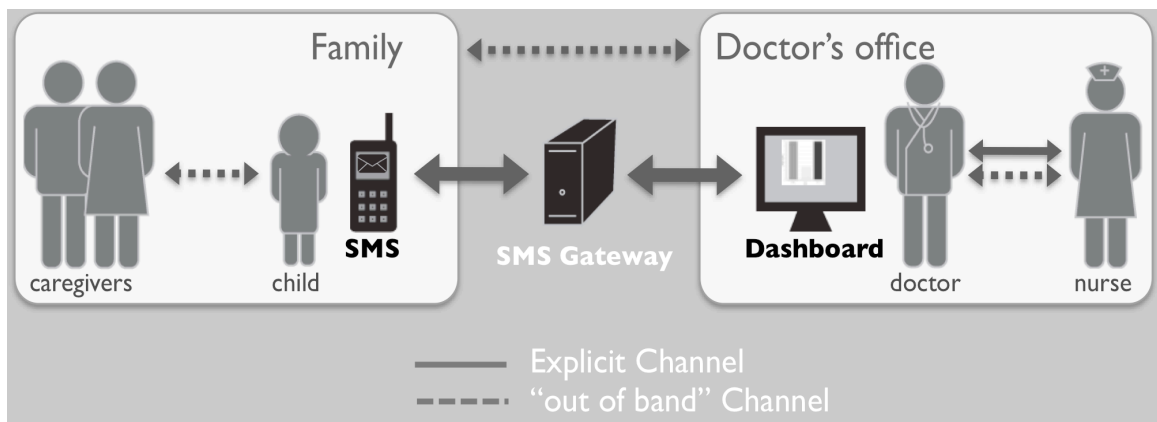 Family
Doctor's office
SMS
SMS Gateway
Dashboard
caregivers
child
doctor
nurse
Explicit Channel
"out of band" Channel